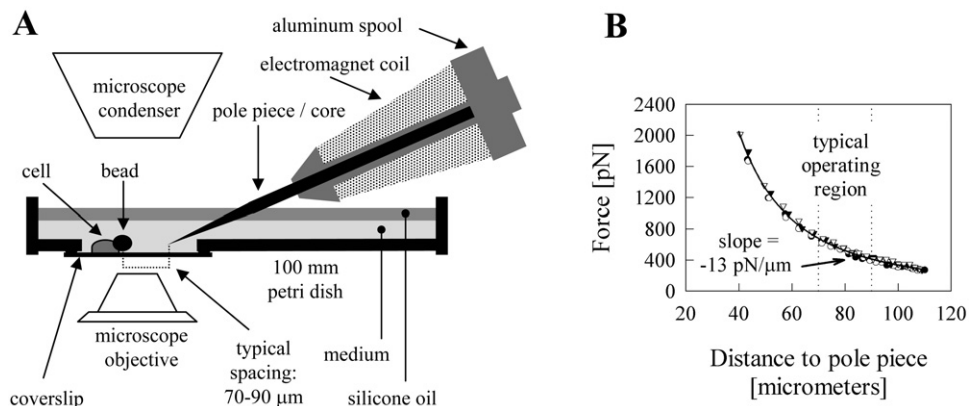 A
aluminum spool
electromagnet coil
microscope
condenser
pole piece / core
cell
bead
100 mm
petri dish
microscope
objective
typical
spacing:
70-90 μm
medium
coverslip
silicone oil
B
2400
2000
1600
1200
800
400
0
Force [pN]
typical
operating
region
slope =
-13 pN/μm
20 40 60 80 100 120
Distance to pole piece
[micrometers]